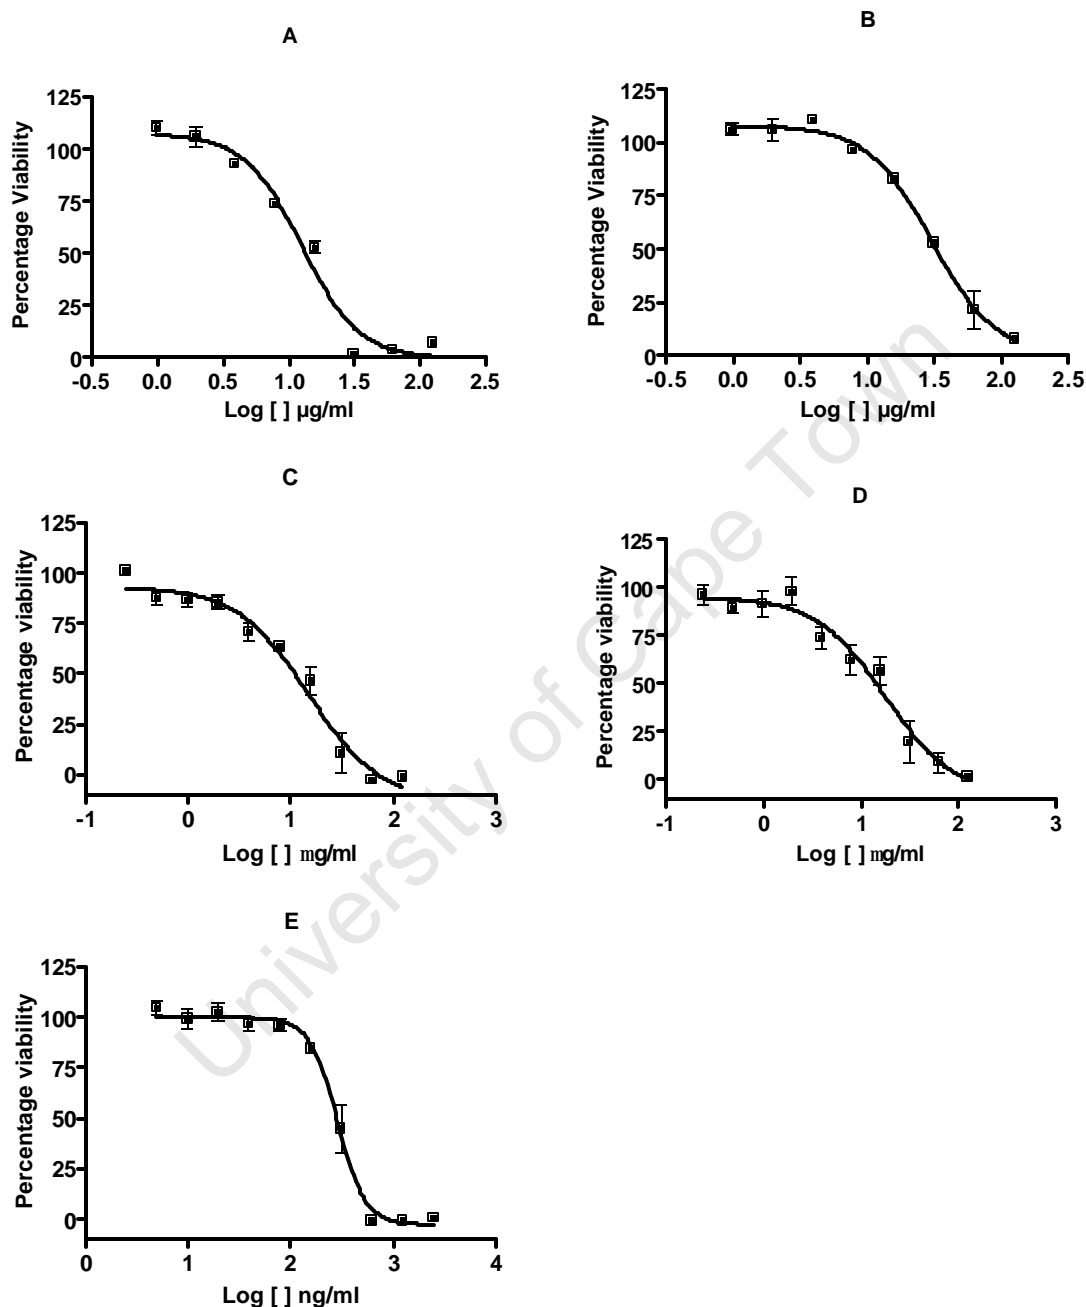 A
125
100
75
50
25
0
Percentage Viability
-0.5 0.0 0.5 1.0 1.5 2.0 2.5
Log [ ] µg/ml
B
125
100
75
50
25
0
Percentage Viability
-0.5 0.0 0.5 1.0 1.5 2.0 2.5
Log [ ] µg/ml
C
125
100
75
50
25
0
Percentage viability
-1 0 1 2 3
Log [ ] mg/ml
D
125
100
75
50
25
0
Percentage viability
-1 0 1 2 3
Log [ ] mg/ml
E
125
100
75
50
25
0
Percentage viability
0 1 2 3 4
Log [ ] ng/ml
University of Cape Town